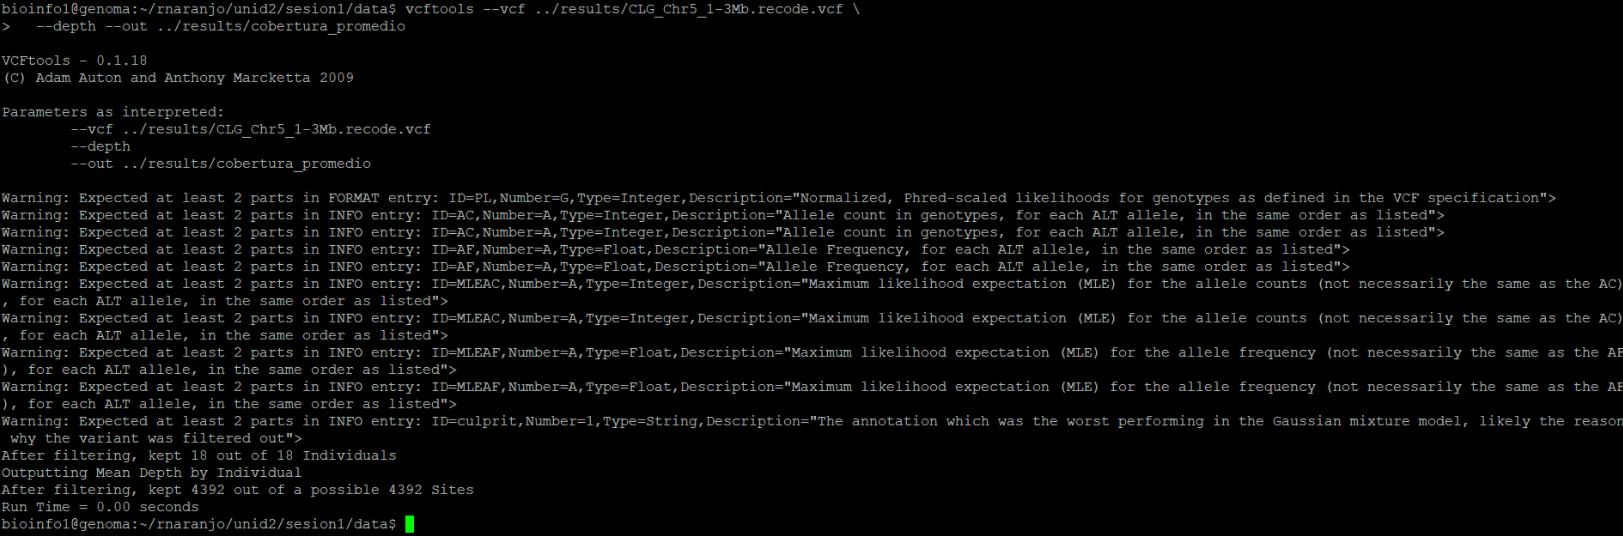 bioinfo1@genoma:~/rnaranjo/unid2/sesion1/data$ vcftools --vcf ../results/CLG_Chr5_1-3Mb.recode.vcf \
>   --depth --out ../results/cobertura_promedio
VCFtools - 0.1.18
(C) Adam Auton and Anthony Marcketta 2009
Parameters as interpreted:
--vcf ../results/CLG_Chr5_1-3Mb.recode.vcf
--depth
--out ../results/cobertura_promedio
Warning: Expected at least 2 parts in FORMAT entry: ID=PL,Number=G,Type=Integer,Description="Normalized, Phred-scaled likelihoods for genotypes as defined in the VCF specification">
Warning: Expected at least 2 parts in INFO entry: ID=AC,Number=A,Type=Integer,Description="Allele count in genotypes, for each ALT allele, in the same order as listed">
Warning: Expected at least 2 parts in INFO entry: ID=AC,Number=A,Type=Integer,Description="Allele count in genotypes, for each ALT allele, in the same order as listed">
Warning: Expected at least 2 parts in INFO entry: ID=AF,Number=A,Type=Float,Description="Allele Frequency, for each ALT allele, in the same order as listed">
Warning: Expected at least 2 parts in INFO entry: ID=AF,Number=A,Type=Float,Description="Allele Frequency, for each ALT allele, in the same order as listed">
Warning: Expected at least 2 parts in INFO entry: ID=MLEAC,Number=A,Type=Integer,Description="Maximum likelihood expectation (MLE) for the allele counts (not necessarily the same as the AC)
, for each ALT allele, in the same order as listed">
Warning: Expected at least 2 parts in INFO entry: ID=MLEAC,Number=A,Type=Integer,Description="Maximum likelihood expectation (MLE) for the allele counts (not necessarily the same as the AC)
, for each ALT allele, in the same order as listed">
Warning: Expected at least 2 parts in INFO entry: ID=MLEAF,Number=A,Type=Float,Description="Maximum likelihood expectation (MLE) for the allele frequency (not necessarily the same as the AF
), for each ALT allele, in the same order as listed">
Warning: Expected at least 2 parts in INFO entry: ID=MLEAF,Number=A,Type=Float,Description="Maximum likelihood expectation (MLE) for the allele frequency (not necessarily the same as the AF
), for each ALT allele, in the same order as listed">
Warning: Expected at least 2 parts in INFO entry: ID=culprit,Number=1,Type=String,Description="The annotation which was the worst performing in the Gaussian mixture model, likely the reason
why the variant was filtered out">
After filtering, kept 18 out of 18 Individuals
Outputting Mean Depth by Individual
After filtering, kept 4392 out of a possible 4392 Sites
Run Time = 0.00 seconds
bioinfo1@genoma:~/rnaranjo/unid2/sesion1/data$